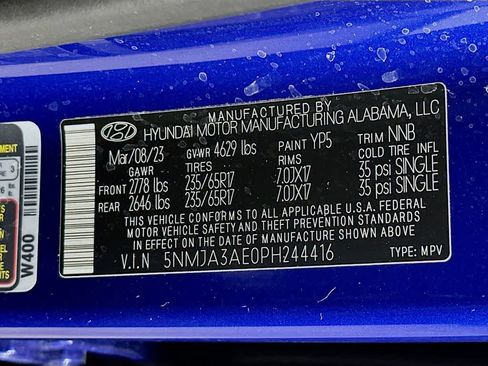 MANUFACTURED BY
HYUNDAI MOTOR MANUFACTURING ALABAMA, LLC
Mar/08/23 GVWR 4629 lbs PAINT YP5 TRIM NNB
GAWR TIRES RIMS COLD TIRE INFL
FRONT 2778 lbs 235/65R17 7.0JX17 35 psi SINGLE
REAR 2646 lbs 235/65R17 7.0JX17 35 psi SINGLE
THIS VEHICLE CONFORMS TO ALL APPLICABLE U.S. FEDERAL
MOTOR VEHICLE SAFETY AND THEFT PREVENTION STANDARDS
IN EFFECT ON THE DATE OF MANUFACTURE SHOWN ABOVE.
V.I.N 5NMJA3AE0PH244416 TYPE: MPV
3
W400